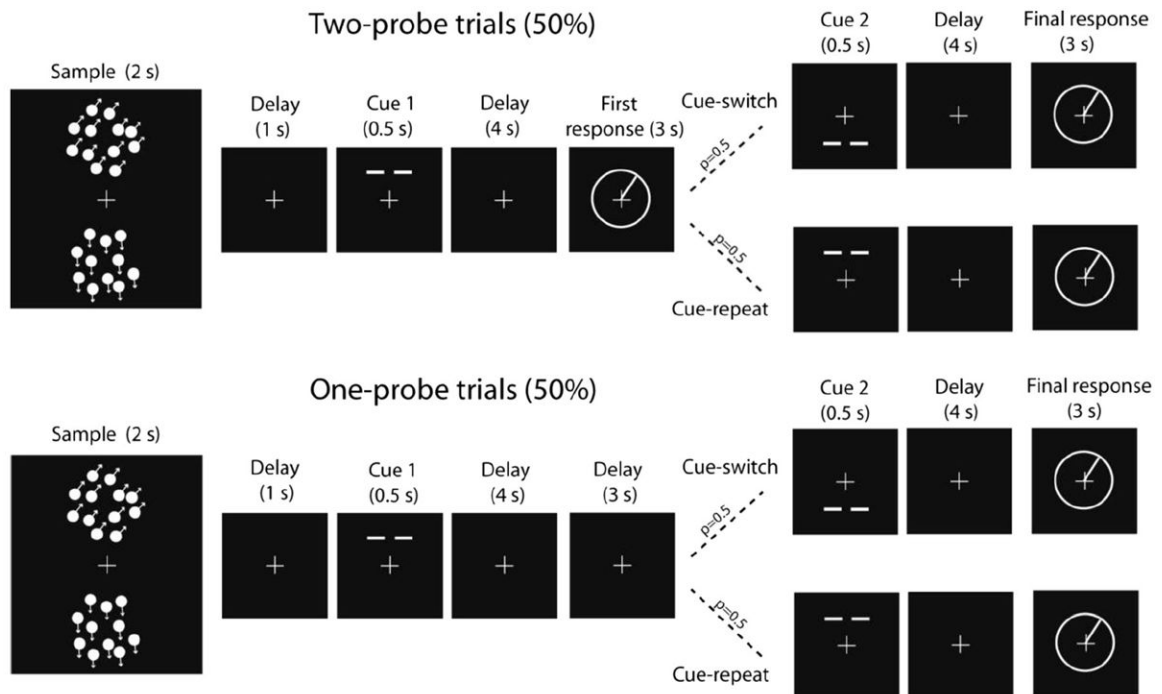 Two-probe trials (50%)
Sample (2 s)
Delay
(1 s)
Cue 1
(0.5 s)
Delay
(4 s)
First
response (3 s)
Cue-switch
p=0.5
p=0.5
Cue-repeat
Cue 2
(0.5 s)
Delay
(4 s)
Final response
(3 s)
One-probe trials (50%)
Sample (2 s)
Delay
(1 s)
Cue 1
(0.5 s)
Delay
(4 s)
Delay
(3 s)
Cue-switch
p=0.5
p=0.5
Cue-repeat
Cue 2
(0.5 s)
Delay
(4 s)
Final response
(3 s)